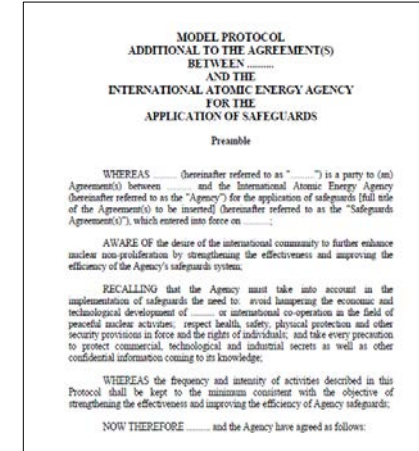 MODEL PROTOCOL
ADDITIONAL TO THE AGREEMENT(S)
BETWEEN ..........
AND THE
INTERNATIONAL ATOMIC ENERGY AGENCY
FOR THE
APPLICATION OF SAFEGUARDS
Preamble
WHEREAS .......... (hereinafter referred to as "..........") is a party to (an)
Agreement(s) between .......... and the International Atomic Energy Agency
(hereinafter referred to as the "Agency") for the application of safeguards [full title
of the Agreement(s) to be inserted] (hereinafter referred to as the "Safeguards
Agreement(s)"), which entered into force on ..........;
AWARE OF the desire of the international community to further enhance
nuclear non-proliferation by strengthening the effectiveness and improving the
efficiency of the Agency's safeguards system;
RECALLING that the Agency must take into account in the
implementation of safeguards the need to: avoid hampering the economic and
technological development of .......... or international co-operation in the field of
peaceful nuclear activities; respect health, safety, physical protection and other
security provisions in force and the rights of individuals; and take every precaution
to protect commercial, technological and industrial secrets as well as other
confidential information coming to its knowledge;
WHEREAS the frequency and intensity of activities described in this
Protocol shall be kept to the minimum consistent with the objective of
strengthening the effectiveness and improving the efficiency of Agency safeguards;
NOW THEREFORE .......... and the Agency have agreed as follows: